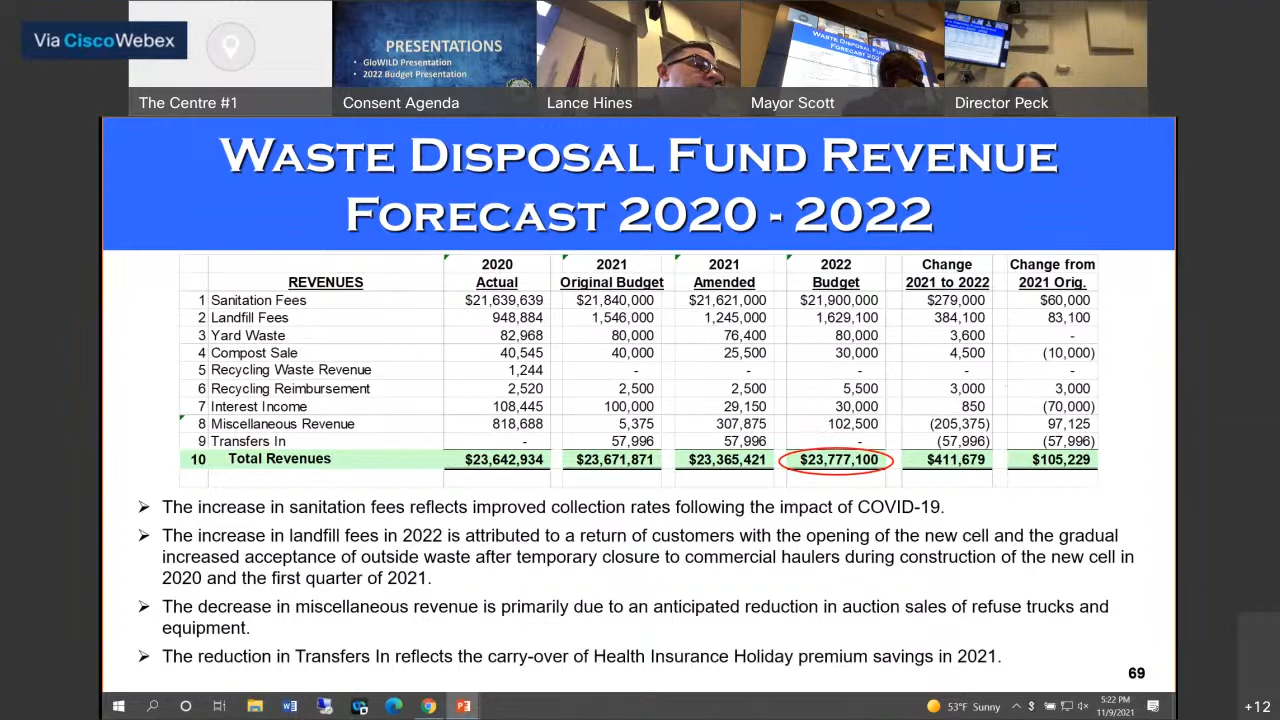 Via CiscoWebex
PRESENTATIONS
• GloWILD Presentation
• 2022 Budget Presentation
The Centre #1
Consent Agenda
Lance Hines
Mayor Scott
Director Peck
WASTE DISPOSAL FUND REVENUE
FORECAST 2020 - 2022
2020 2021 2021 2022 Change Change from
REVENUES Actual Original Budget Amended Budget 2021 to 2022 2021 Orig.
1 Sanitation Fees $21,639,639 $21,840,000 $21,621,000 $21,900,000 $279,000 $60,000
2 Landfill Fees 948,884 1,546,000 1,245,000 1,629,100 384,100 83,100
3 Yard Waste 82,968 80,000 76,400 80,000 3,600 -
4 Compost Sale 40,545 40,000 25,500 30,000 4,500 (10,000)
5 Recycling Waste Revenue 1,244 - - - - -
6 Recycling Reimbursement 2,520 2,500 2,500 5,500 3,000 3,000
7 Interest Income 108,445 100,000 29,150 30,000 850 (70,000)
8 Miscellaneous Revenue 818,688 5,375 307,875 102,500 (205,375) 97,125
9 Transfers In - 57,996 57,996 - (57,996) (57,996)
10 Total Revenues $23,642,934 $23,671,871 $23,365,421 $23,777,100 $411,679 $105,229
➢ The increase in sanitation fees reflects improved collection rates following the impact of COVID-19.
➢ The increase in landfill fees in 2022 is attributed to a return of customers with the opening of the new cell and the gradual
increased acceptance of outside waste after temporary closure to commercial haulers during construction of the new cell in
2020 and the first quarter of 2021.
➢ The decrease in miscellaneous revenue is primarily due to an anticipated reduction in auction sales of refuse trucks and
equipment.
➢ The reduction in Transfers In reflects the carry-over of Health Insurance Holiday premium savings in 2021.
69
53°F Sunny
5:22 PM
11/9/2021
+12